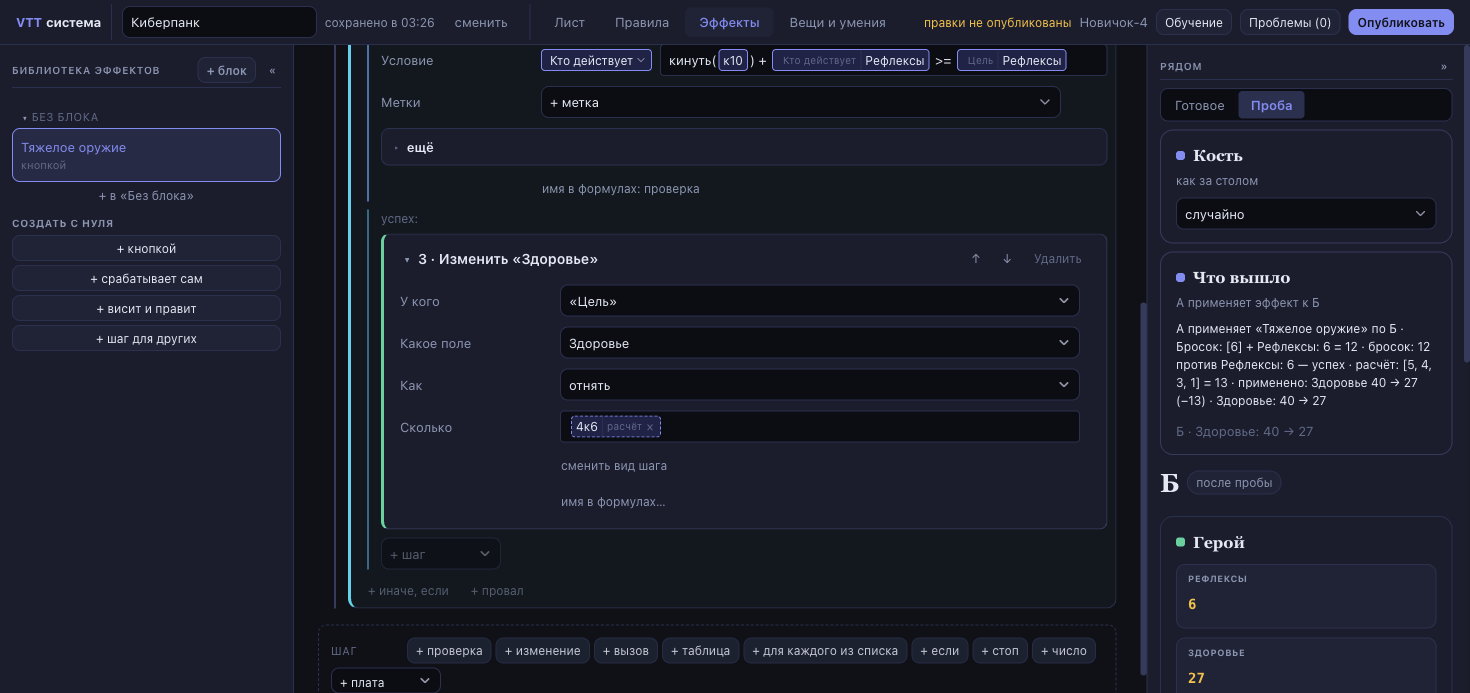 VTT система
Киберпанк
сохранено в 03:26
сменить
Лист
Правила
Эффекты
Вещи и умения
правки не опубликованы
Новичок-4
Обучение
Проблемы (0)
Опубликовать
БИБЛИОТЕКА ЭФФЕКТОВ
+ блок
«
▾ БЕЗ БЛОКА
Тяжелое оружие
кнопкой
+ в «Без блока»
СОЗДАТЬ С НУЛЯ
+ кнопкой
+ срабатывает сам
+ висит и правит
+ шаг для других
Условие
Кто действует
кинуть( к10 ) + Кто действует Рефлексы >= Цель Рефлексы
Метки
+ метка
ещё
имя в формулах: проверка
успех:
▾ 3 · Изменить «Здоровье»
↑ ↓ Удалить
У кого
«Цель»
Какое поле
Здоровье
Как
отнять
Сколько
4к6 расчёт ×
сменить вид шага
имя в формулах…
+ шаг
+ иначе, если
+ провал
ШАГ
+ проверка
+ изменение
+ вызов
+ таблица
+ для каждого из списка
+ если
+ стоп
+ число
+ плата
РЯДОМ
»
Готовое
Проба
Кость
как за столом
случайно
Что вышло
А применяет эффект к Б
А применяет «Тяжелое оружие» по Б ·
Бросок: [6] + Рефлексы: 6 = 12 · бросок: 12
против Рефлексы: 6 — успех · расчёт: [5, 4,
3, 1] = 13 · применено: Здоровье 40 → 27
(−13) · Здоровье: 40 → 27
Б · Здоровье: 40 → 27
Б
после пробы
Герой
РЕФЛЕКСЫ
6
ЗДОРОВЬЕ
27